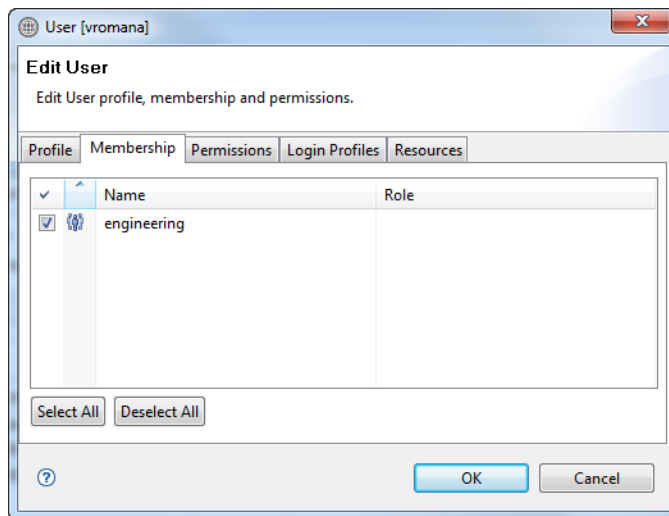 User [vromana]
Edit User
Edit User profile, membership and permissions.
Profile Membership Permissions Login Profiles Resources
Name Role
engineering
Select All Deselect All
? OK Cancel